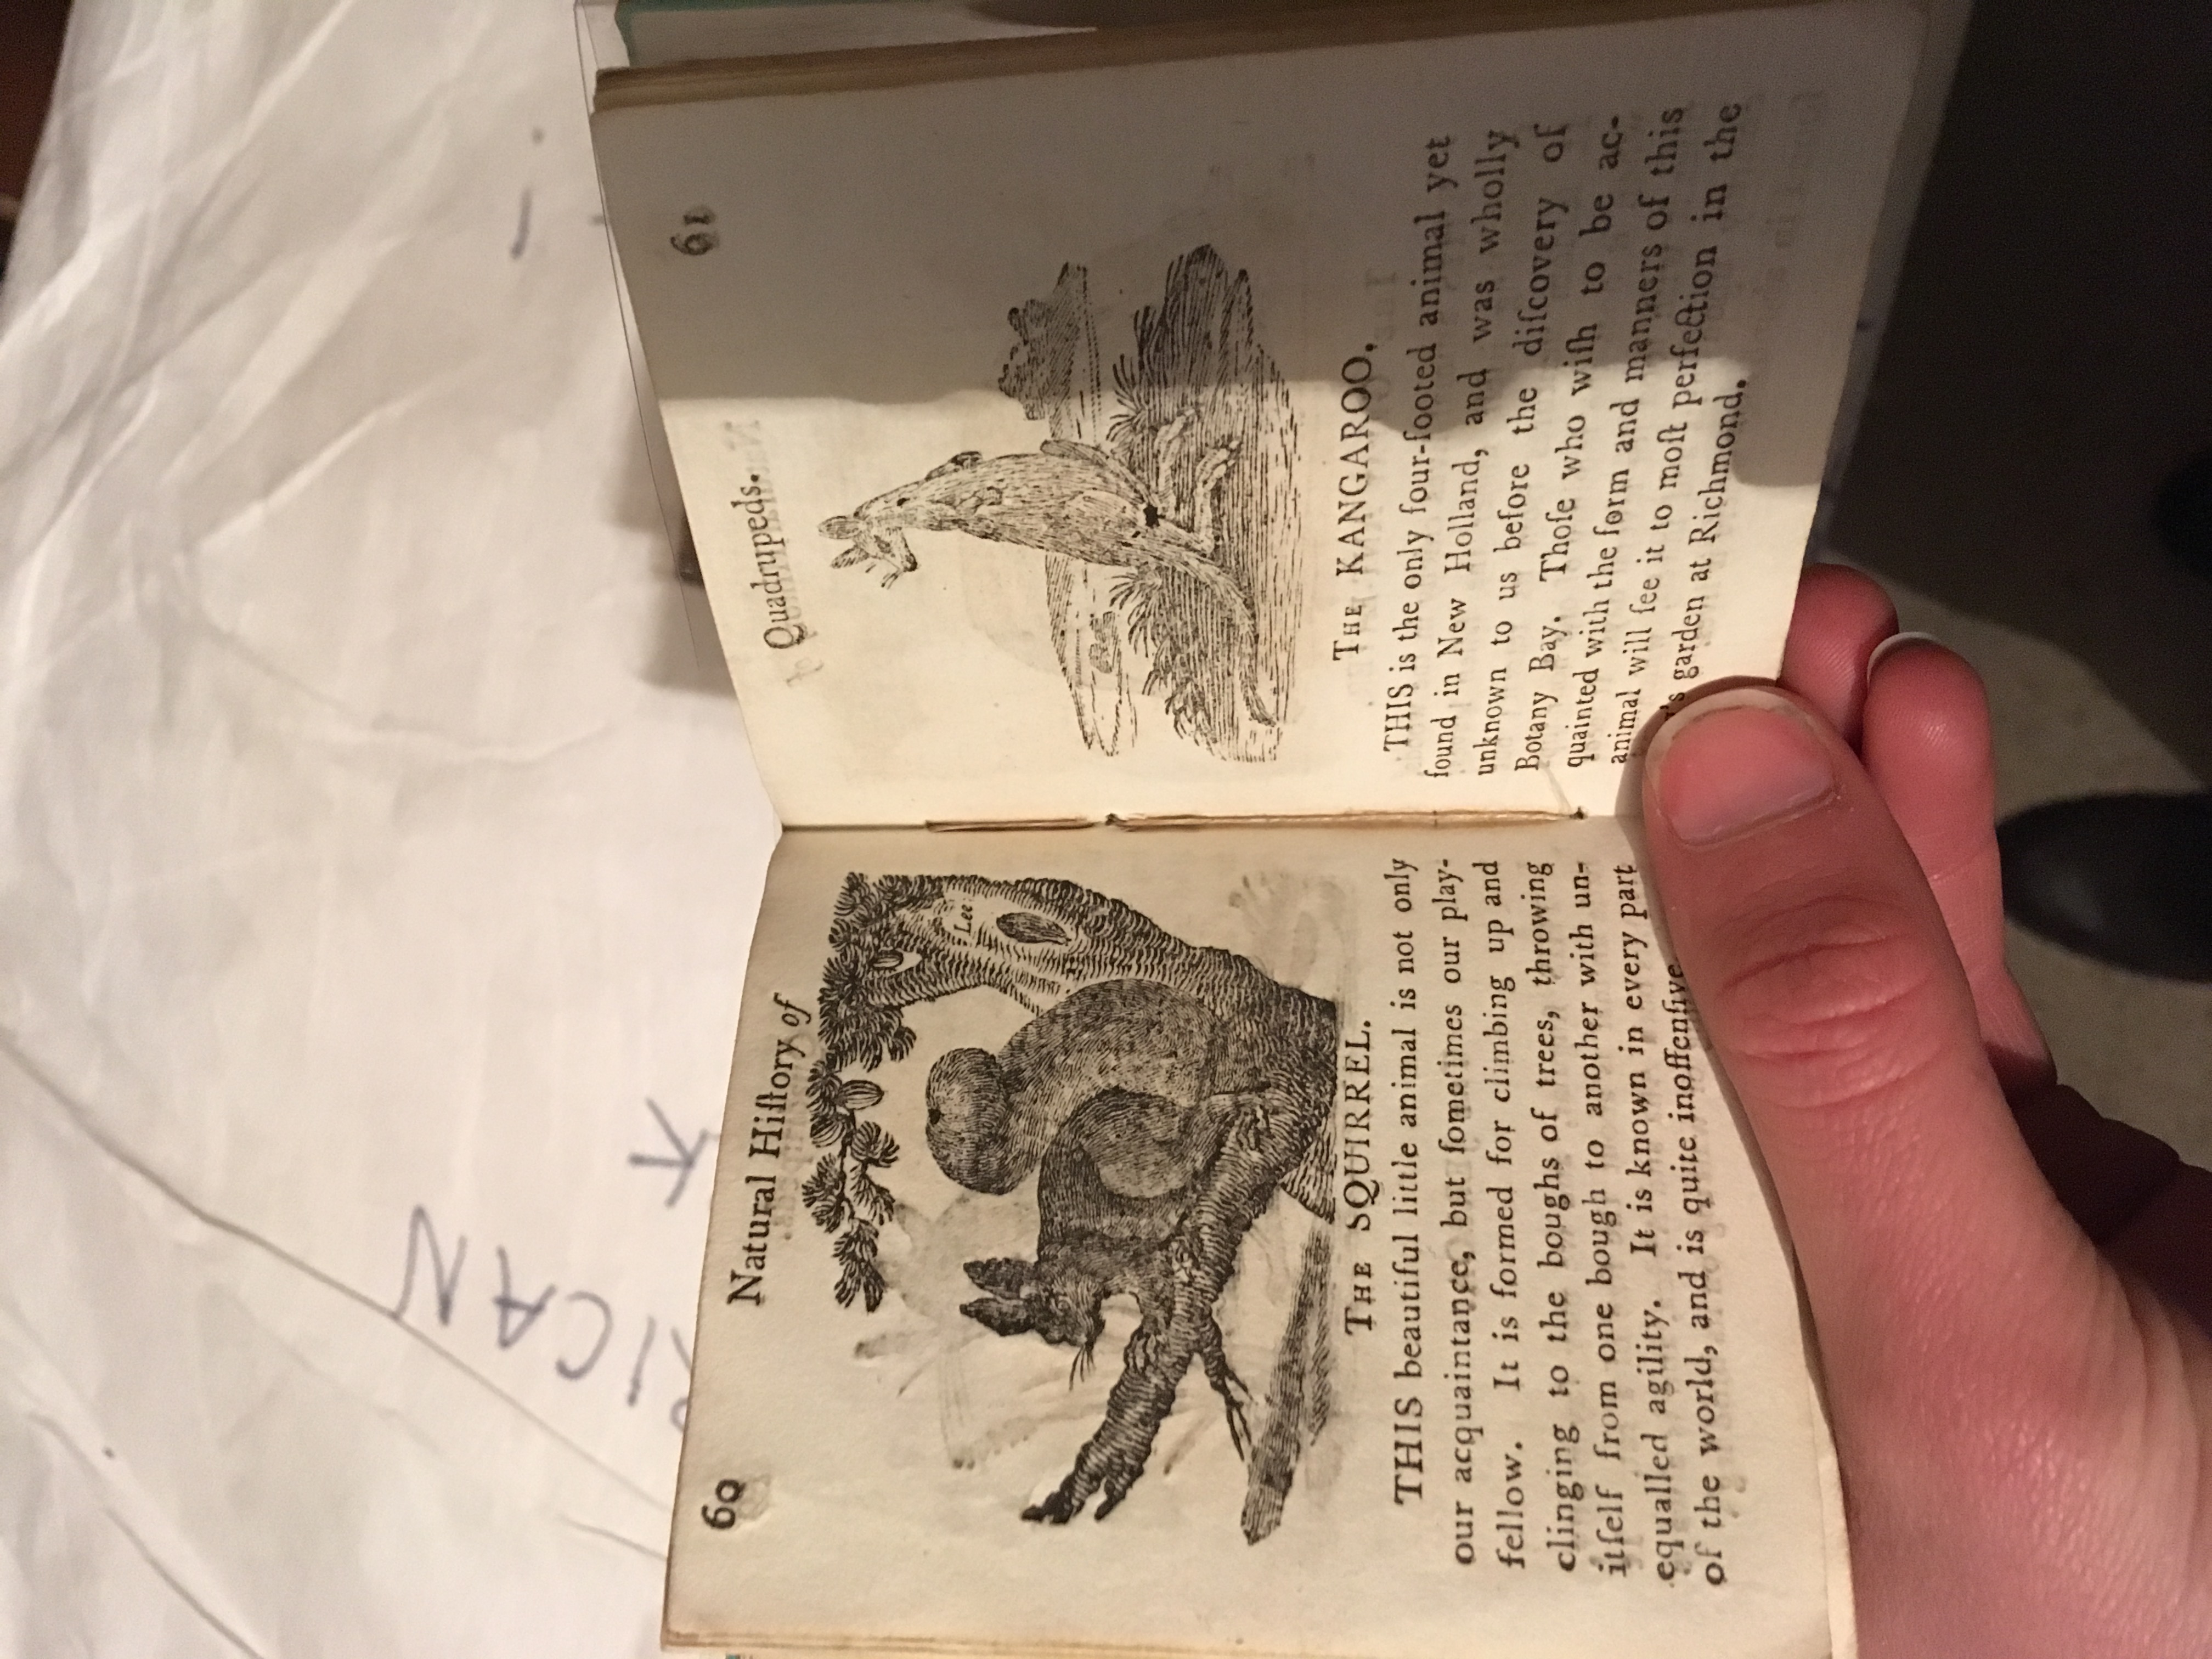 60
Natural Hiſtory of
Lee
THE SQUIRREL.
THIS beautiful little animal is not only
our acquaintance, but ſometimes our play-
fellow. It is formed for climbing up and
clinging to the boughs of trees, throwing
itſelf from one bough to another with un-
equalled agility. It is known in every part
of the world, and is quite inoffenſive
Quadrupeds.
61
THE KANGAROO,
THIS is the only four-footed animal yet
found in New Holland, and was wholly
unknown to us before the diſcovery of
Botany Bay. Thoſe who wiſh to be ac-
quainted with the form and manners of this
animal will ſee it to moſt perfection in the
's garden at Richmond.
RICAN
K